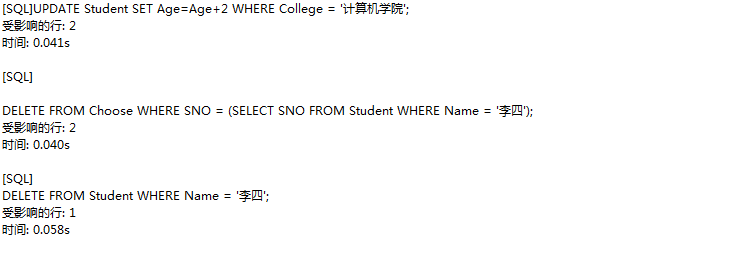 [SQL]UPDATE Student SET Age=Age+2 WHERE College = '计算机学院';
受影响的行: 2
时间: 0.041s
[SQL]
DELETE FROM Choose WHERE SNO = (SELECT SNO FROM Student WHERE Name = '李四');
受影响的行: 2
时间: 0.040s
[SQL]
DELETE FROM Student WHERE Name = '李四';
受影响的行: 1
时间: 0.058s